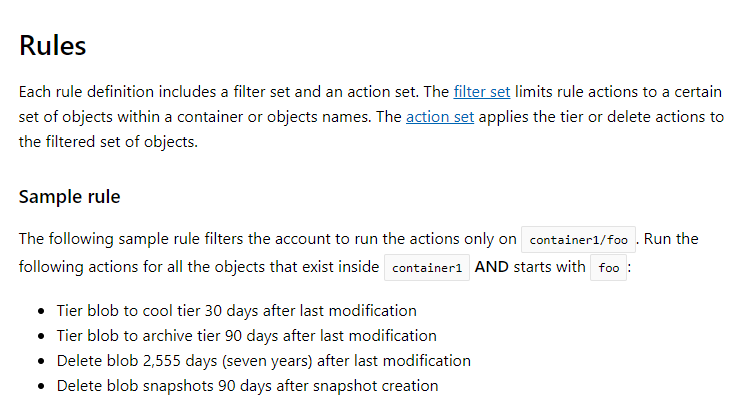 Rules
Each rule definition includes a filter set and an action set. The filter set limits rule actions to a certain
set of objects within a container or objects names. The action set applies the tier or delete actions to
the filtered set of objects.
Sample rule
The following sample rule filters the account to run the actions only on container1/foo . Run the
following actions for all the objects that exist inside container1 AND starts with foo :
• Tier blob to cool tier 30 days after last modification
• Tier blob to archive tier 90 days after last modification
• Delete blob 2,555 days (seven years) after last modification
• Delete blob snapshots 90 days after snapshot creation